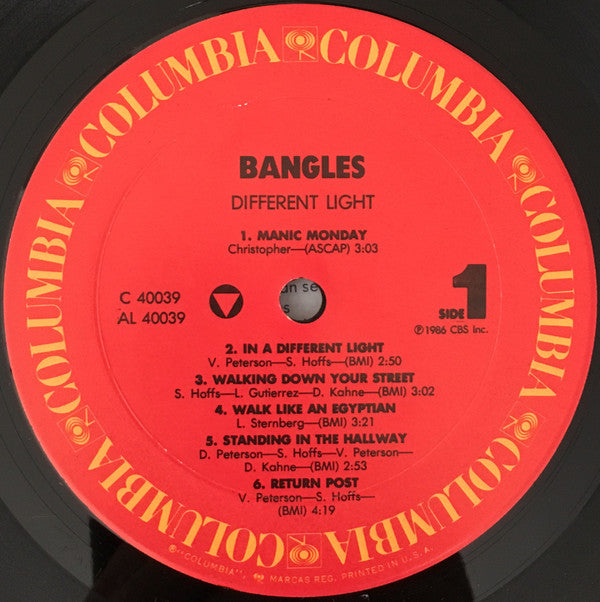 COLUMBIA COLUMBIA COLUMBIA COLUMBIA COLUMBIA COLUMBIA
BANGLES
DIFFERENT LIGHT
1. MANIC MONDAY
Christopher—(ASCAP) 3:03
C 40039
AL 40039
an se
s
SIDE 1
℗1986 CBS inc.
2. IN A DIFFERENT LIGHT
V. Peterson—S. Hoffs—(BMI) 2:50
3. WALKING DOWN YOUR STREET
S. Hoffs—L. Gutierrez—D. Kahne—(BMI) 3:02
4. WALK LIKE AN EGYPTIAN
L. Sternberg—(BMI) 3:21
5. STANDING IN THE HALLWAY
D. Peterson—S. Hoffs—V. Peterson—
D. Kahne—(BMI) 2:53
6. RETURN POST
V. Peterson—S. Hoffs—
(BMI) 4:19
®"COLUMBIA", MARCAS REG. PRINTED IN U.S.A.